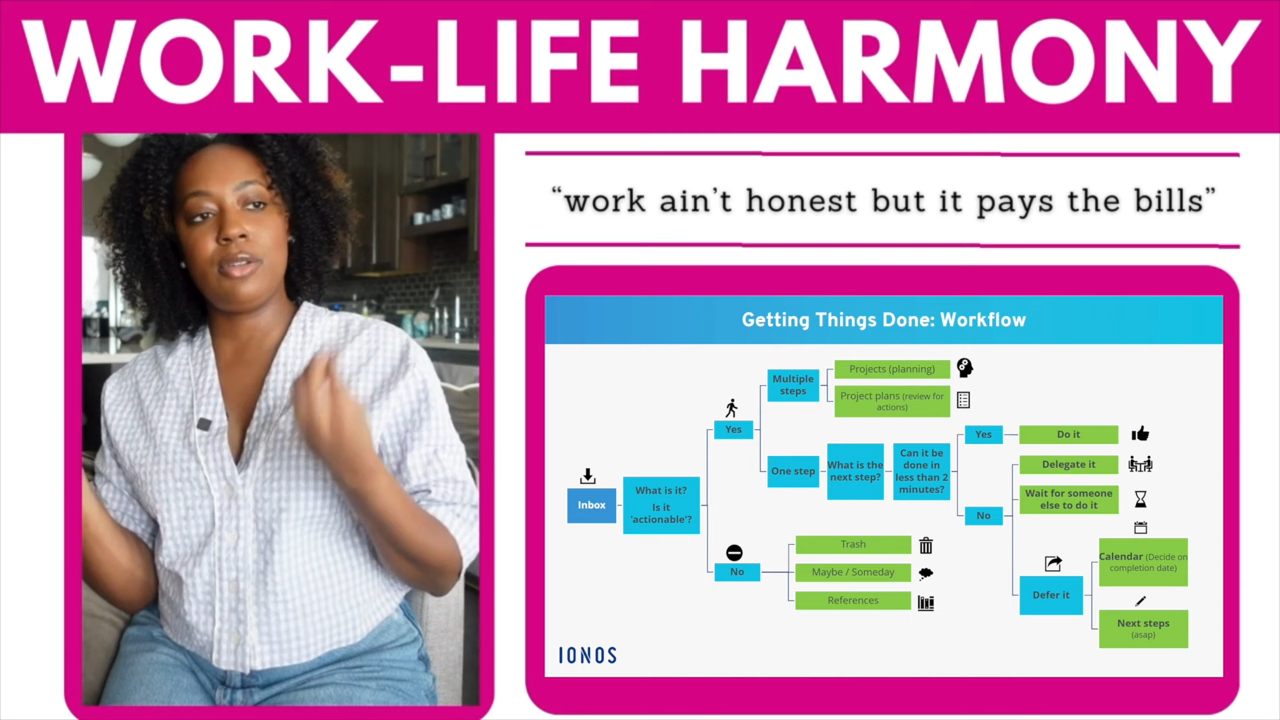 WORK-LIFE HARMONY
“work ain't honest but it pays the bills”
Getting Things Done: Workflow
Inbox
What is it?
Is it
'actionable'?
Yes
Multiple
steps
Projects (planning)
Project plans (review for
actions)
One step
What is the
next step?
Can it be
done in
less than 2
minutes?
Yes
Do it
No
Delegate it
Wait for someone
else to do it
Defer it
Calendar (Decide on
completion date)
Next steps
(asap)
No
Trash
Maybe / Someday
References
IONOS